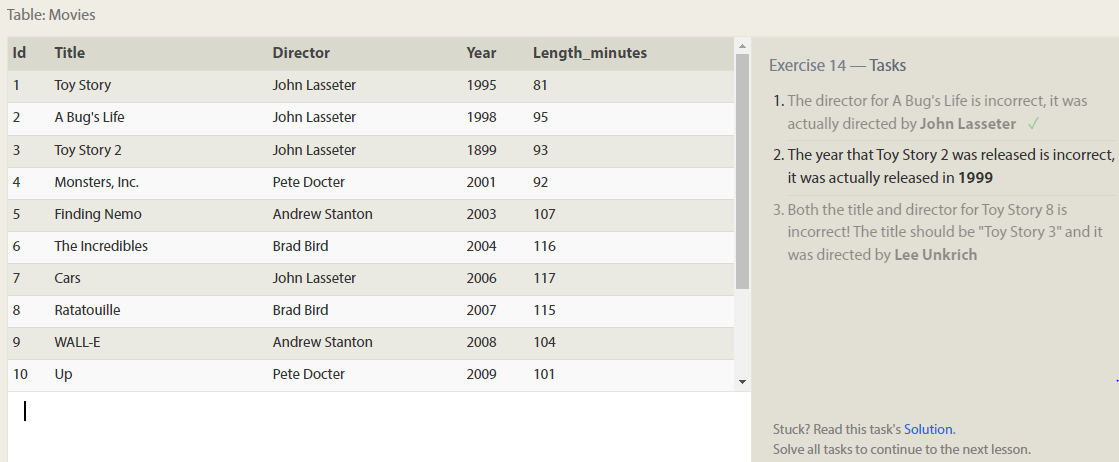 Table: Movies
Id Title Director Year Length_minutes
1 Toy Story John Lasseter 1995 81
2 A Bug's Life John Lasseter 1998 95
3 Toy Story 2 John Lasseter 1899 93
4 Monsters, Inc. Pete Docter 2001 92
5 Finding Nemo Andrew Stanton 2003 107
6 The Incredibles Brad Bird 2004 116
7 Cars John Lasseter 2006 117
8 Ratatouille Brad Bird 2007 115
9 WALL-E Andrew Stanton 2008 104
10 Up Pete Docter 2009 101
Exercise 14 — Tasks
1. The director for A Bug's Life is incorrect, it was
actually directed by John Lasseter ✓
2. The year that Toy Story 2 was released is incorrect,
it was actually released in 1999
3. Both the title and director for Toy Story 8 is
incorrect! The title should be "Toy Story 3" and it
was directed by Lee Unkrich
Stuck? Read this task's Solution.
Solve all tasks to continue to the next lesson.